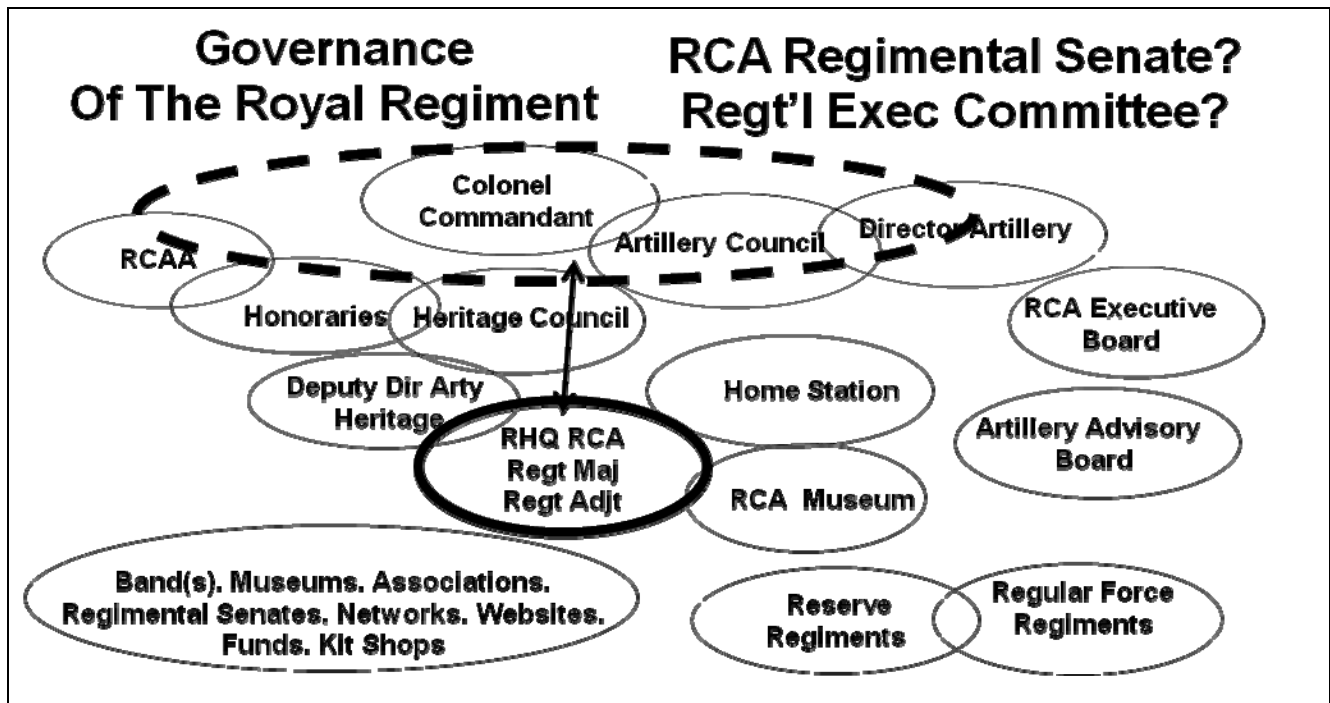 Governance
Of The Royal Regiment
RCA Regimental Senate?
Regt'l Exec Committee?
Colonel
Commandant
Artillery Council
Director Artillery
RCAA
Honoraries
Heritage Council
RCA Executive
Board
Deputy Dir Arty
Heritage
Home Station
Artillery Advisory
Board
RHQ RCA
Regt Maj
Regt Adjt
RCA Museum
Band(s). Museums. Associations.
Regimental Senates. Networks. Websites.
Funds. Kit Shops
Reserve
Regiments
Regular Force
Regiments